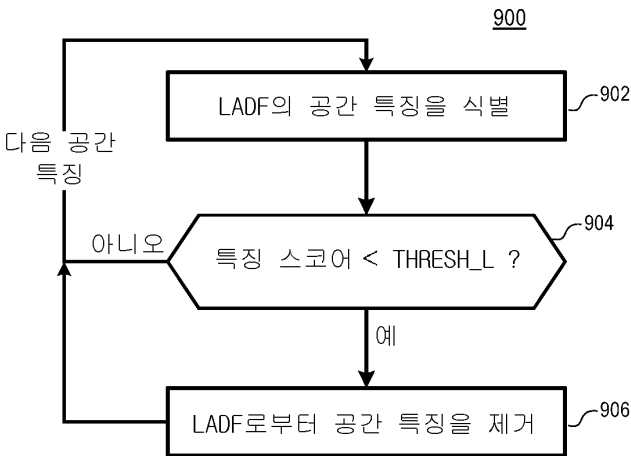 900
LADF의 공간 특징을 식별
902
다음 공간
특징
아니오
특징 스코어 < THRESH_L ?
904
예
LADF로부터 공간 특징을 제거
906